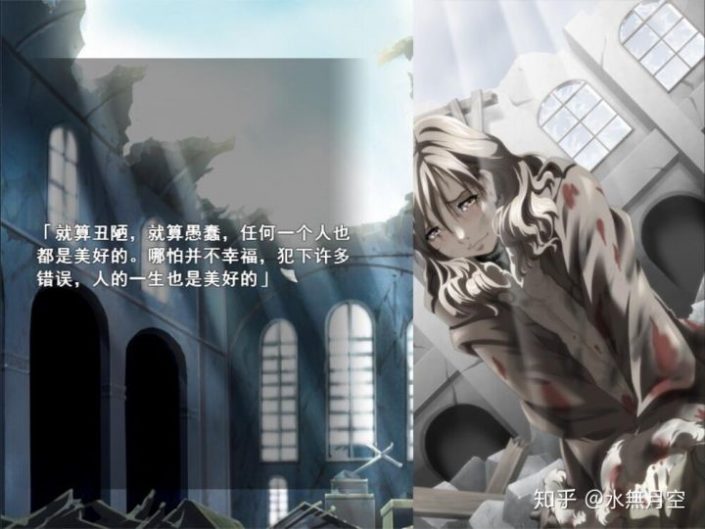 「就算丑陋，就算愚蠢，任何一个人也
都是美好的。哪怕并不幸福，犯下许多
错误，人的一生也是美好的」
知乎 @水無月空